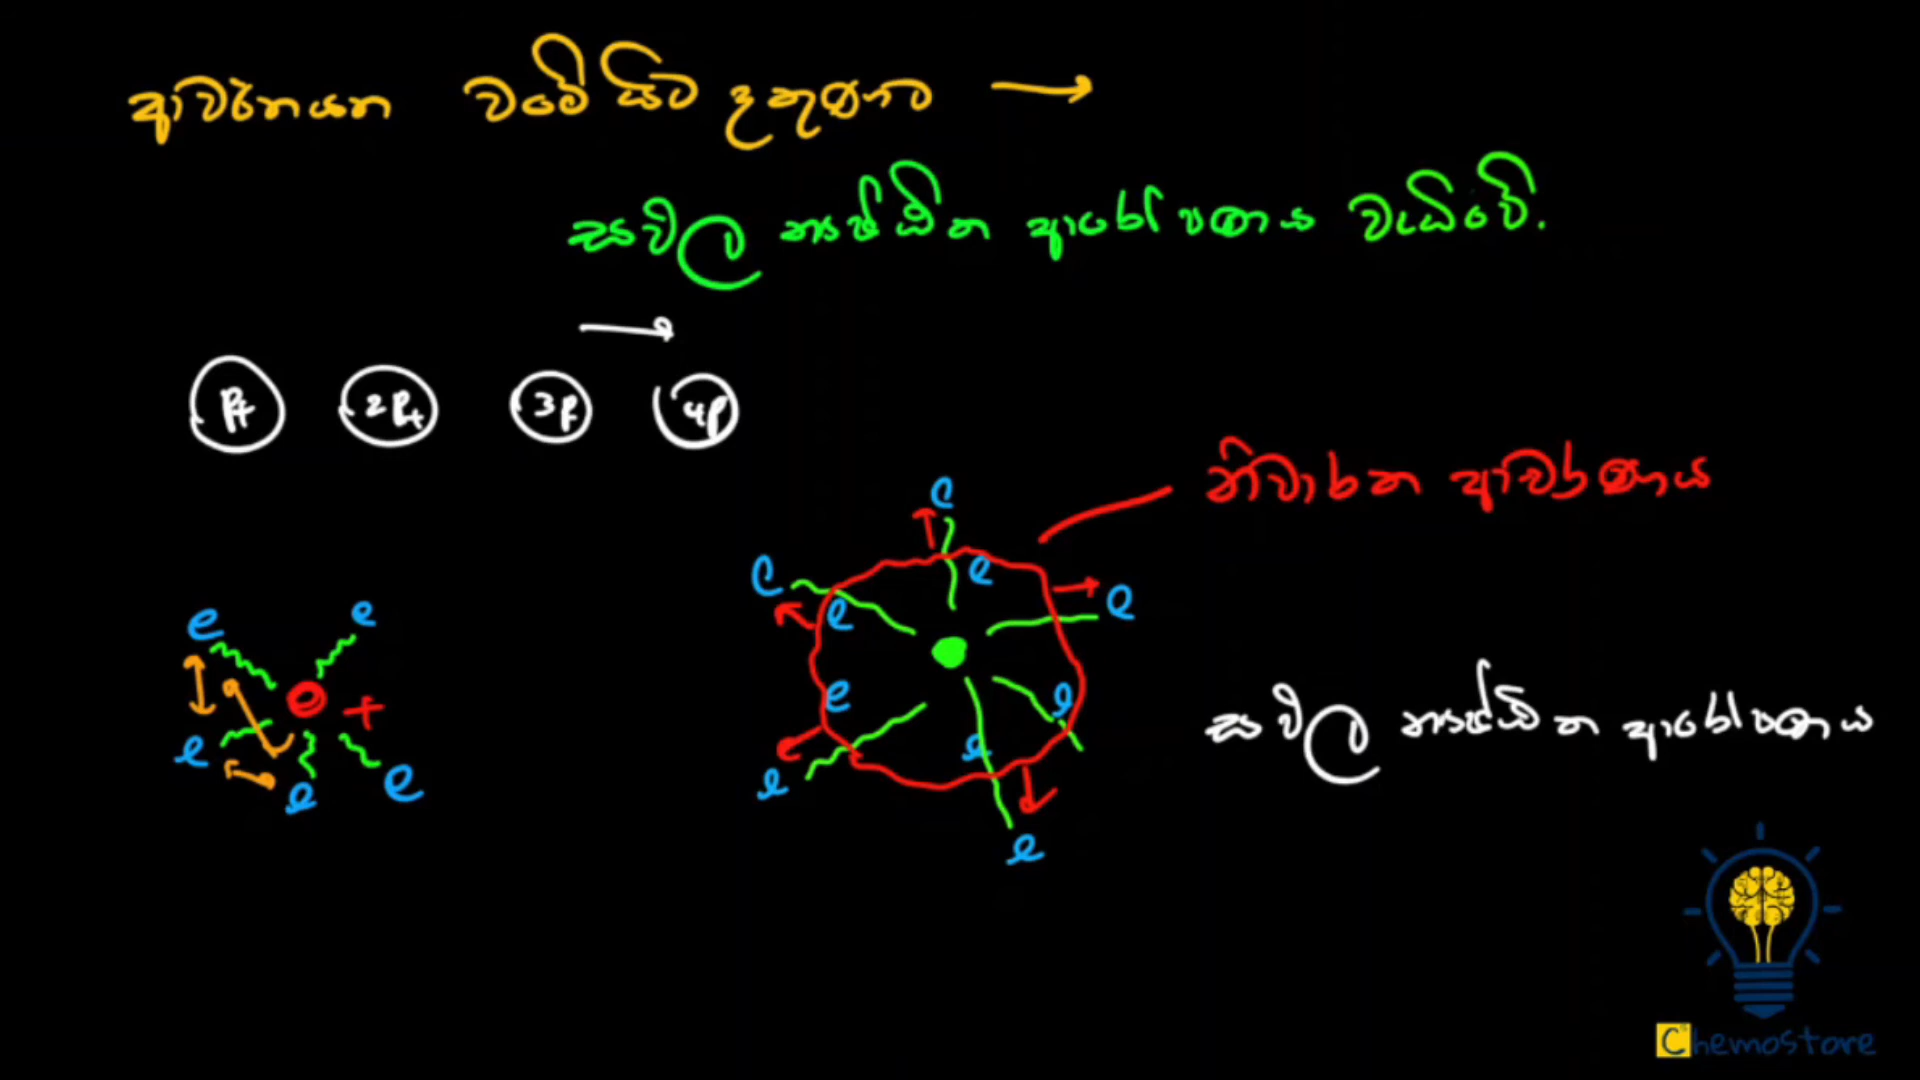 ආවර්තයක වමේ සිට දකුණට →
සඵල න්‍යෂ්ටික ආරෝපණය වැඩිවේ.
→
P+ 2P+ 3P 4P
නිවාරක ආවරණය
e
e e e e
e e
e e e +
සඵල න්‍යෂ්ටික ආරෝපණය
e e e e
e e
Chemostore